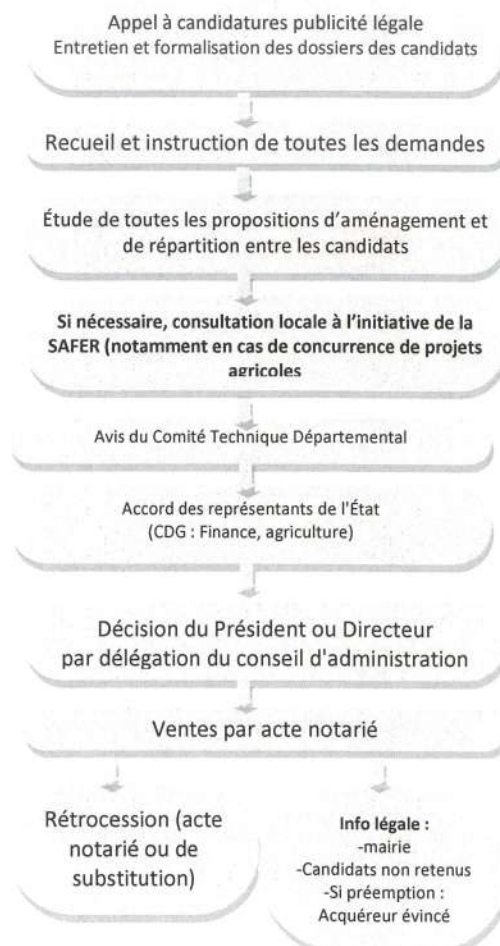 Appel à candidatures publicité légale
Entretien et formalisation des dossiers des candidats
Recueil et instruction de toutes les demandes
Étude de toutes les propositions d'aménagement et
de répartition entre les candidats
Si nécessaire, consultation locale à l'initiative de la
SAFER (notamment en cas de concurrence de projets
agricoles
Avis du Comité Technique Départemental
Accord des représentants de l'État
(CDG : Finance, agriculture)
Décision du Président ou Directeur
par délégation du conseil d'administration
Ventes par acte notarié
Rétrocession (acte
notarié ou de
substitution)
Info légale :
-mairie
-Candidats non retenus
-Si préemption :
Acquéreur évincé